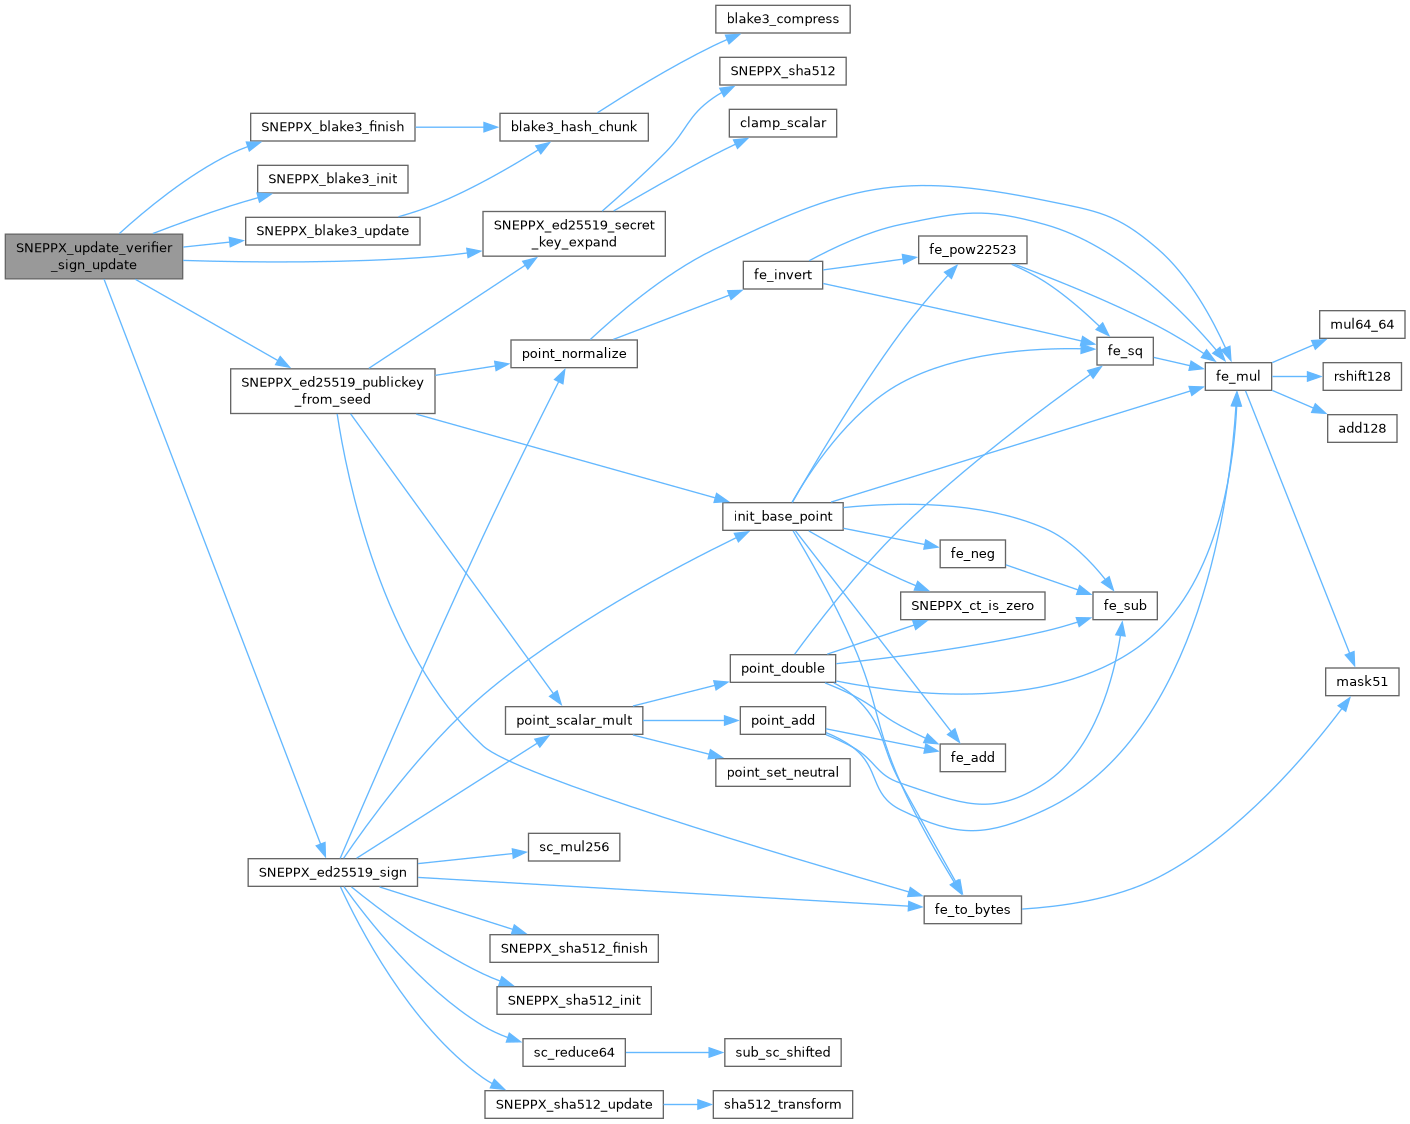 blake3_compress
SNEPPX_sha512
clamp_scalar
SNEPPX_blake3_finish
blake3_hash_chunk
SNEPPX_blake3_init
SNEPPX_blake3_update
SNEPPX_ed25519_secret
_key_expand
SNEPPX_update_verifier
_sign_update
fe_pow22523
fe_invert
mul64_64
point_normalize
fe_sq
fe_mul
rshift128
SNEPPX_ed25519_publickey
_from_seed
add128
init_base_point
fe_neg
SNEPPX_ct_is_zero
fe_sub
point_double
mask51
point_scalar_mult
point_add
fe_add
point_set_neutral
sc_mul256
SNEPPX_ed25519_sign
fe_to_bytes
SNEPPX_sha512_finish
SNEPPX_sha512_init
sc_reduce64
sub_sc_shifted
SNEPPX_sha512_update
sha512_transform